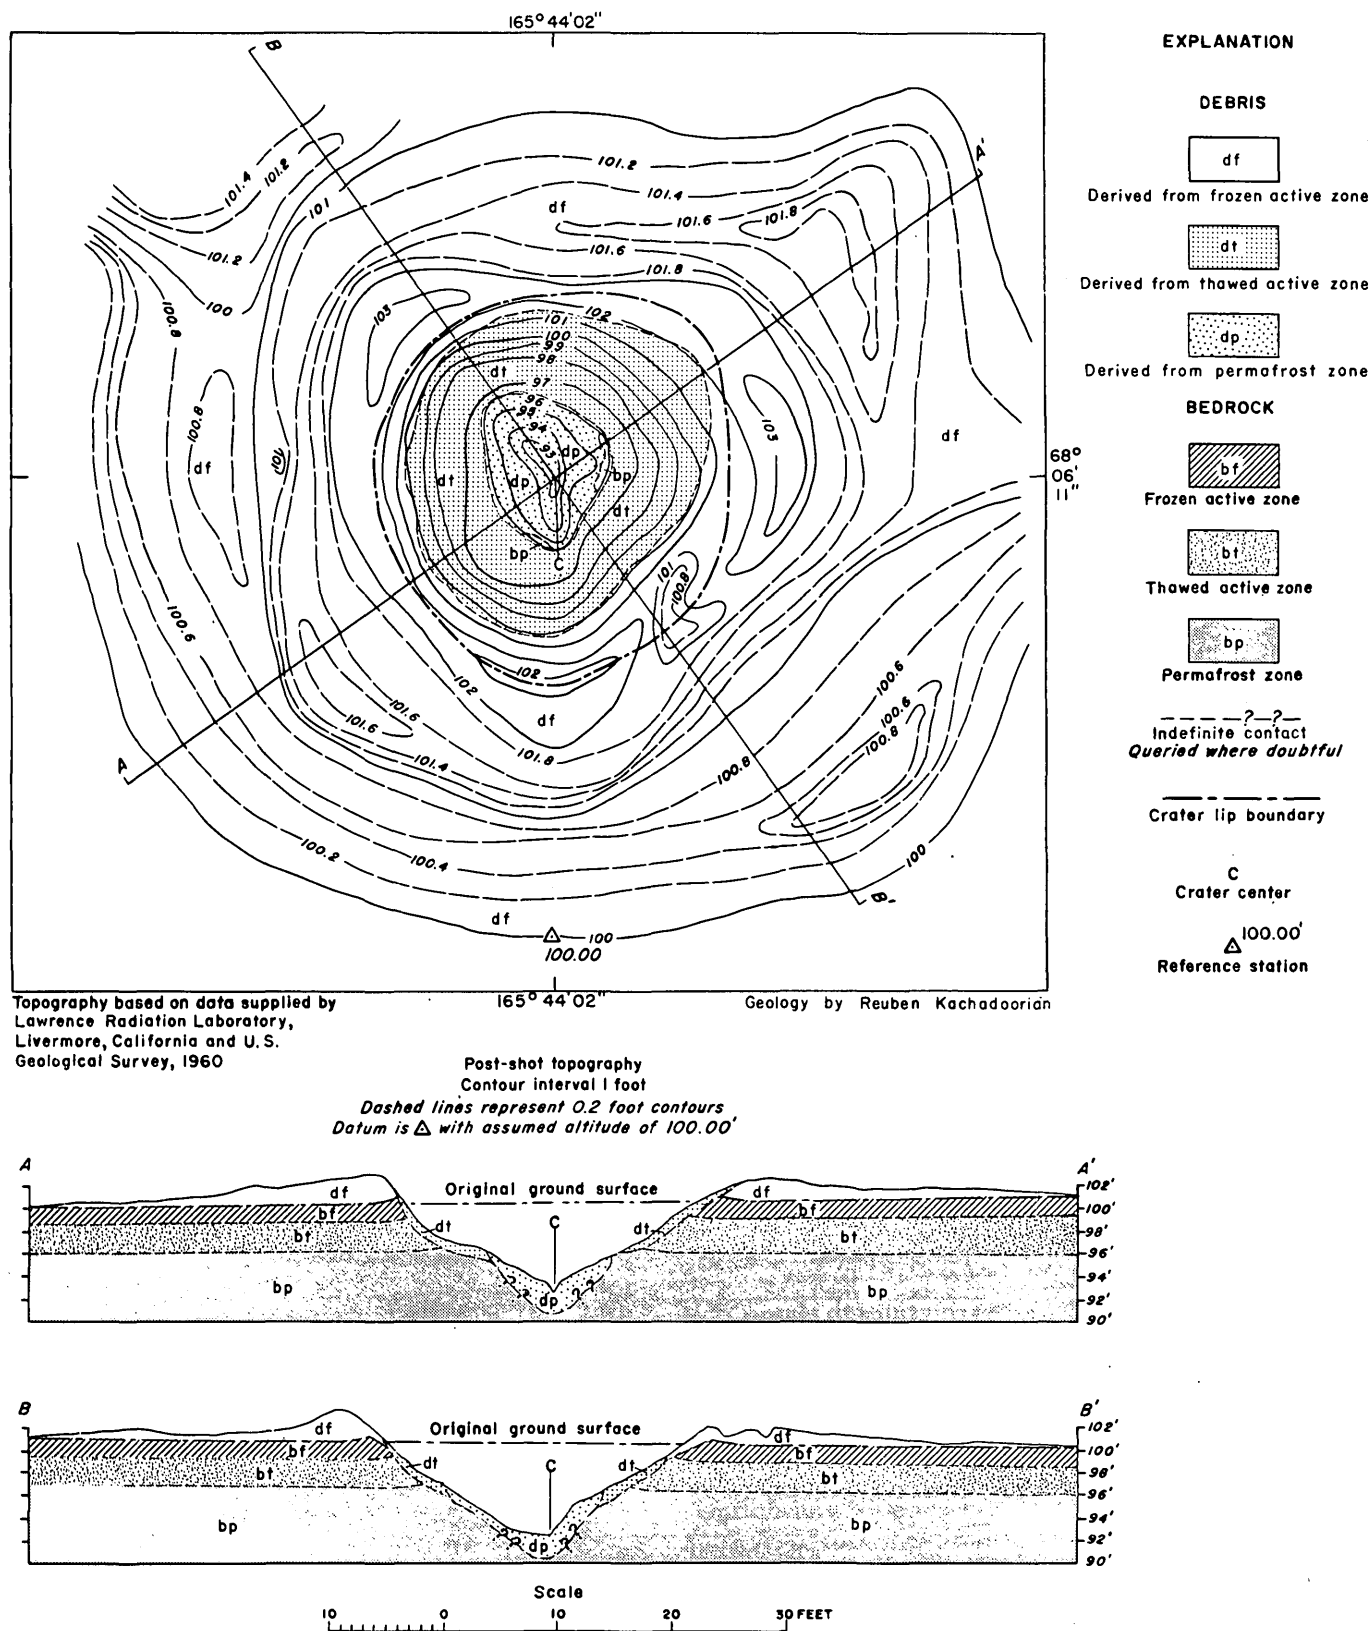 165° 44' 02"
B
A'
101.4
101.2
101.2
100
101
100.8
101.2
101.4
df
101.6
101.8
101.6
101.8
103
102
101
100
99
98
dt
97
96
95
94
93
dp
dp
bp
dt
dt
bp
C
100.8
df
101
103
df
68°
06'
11"
101
100.8
100.6
102
102
df
101.6
101.6
101.4
101.8
100.8
100.6
100.6
100.8
A
100.2
100.4
100
B'
df
100
100.00
165° 44' 02"
Topography based on data supplied by
Lawrence Radiation Laboratory,
Livermore, California and U.S.
Geological Survey, 1960
Geology by Reuben Kachadoorian
Post-shot topography
Contour interval 1 foot
Dashed lines represent 0.2 foot contours
Datum is △ with assumed altitude of 100.00'
EXPLANATION
DEBRIS
df
Derived from frozen active zone
dt
Derived from thawed active zone
dp
Derived from permafrost zone
BEDROCK
bf
Frozen active zone
bt
Thawed active zone
bp
Permafrost zone
— — — —?—?—
Indefinite contact
Queried where doubtful
Crater lip boundary
C
Crater center
△ 100.00'
Reference station
A
A'
df
Original ground surface
df
bf
bf
dt
C
dt
bt
bt
bp
? ?
dp
? ?
bp
102'
100'
98'
96'
94'
92'
90'
B
B'
df
Original ground surface
df
bf
bf
dt
C
dt
bt
bt
bp
??
dp
? ?
bp
102'
100'
98'
96'
94'
92'
90'
Scale
10 0 10 20 30 FEET